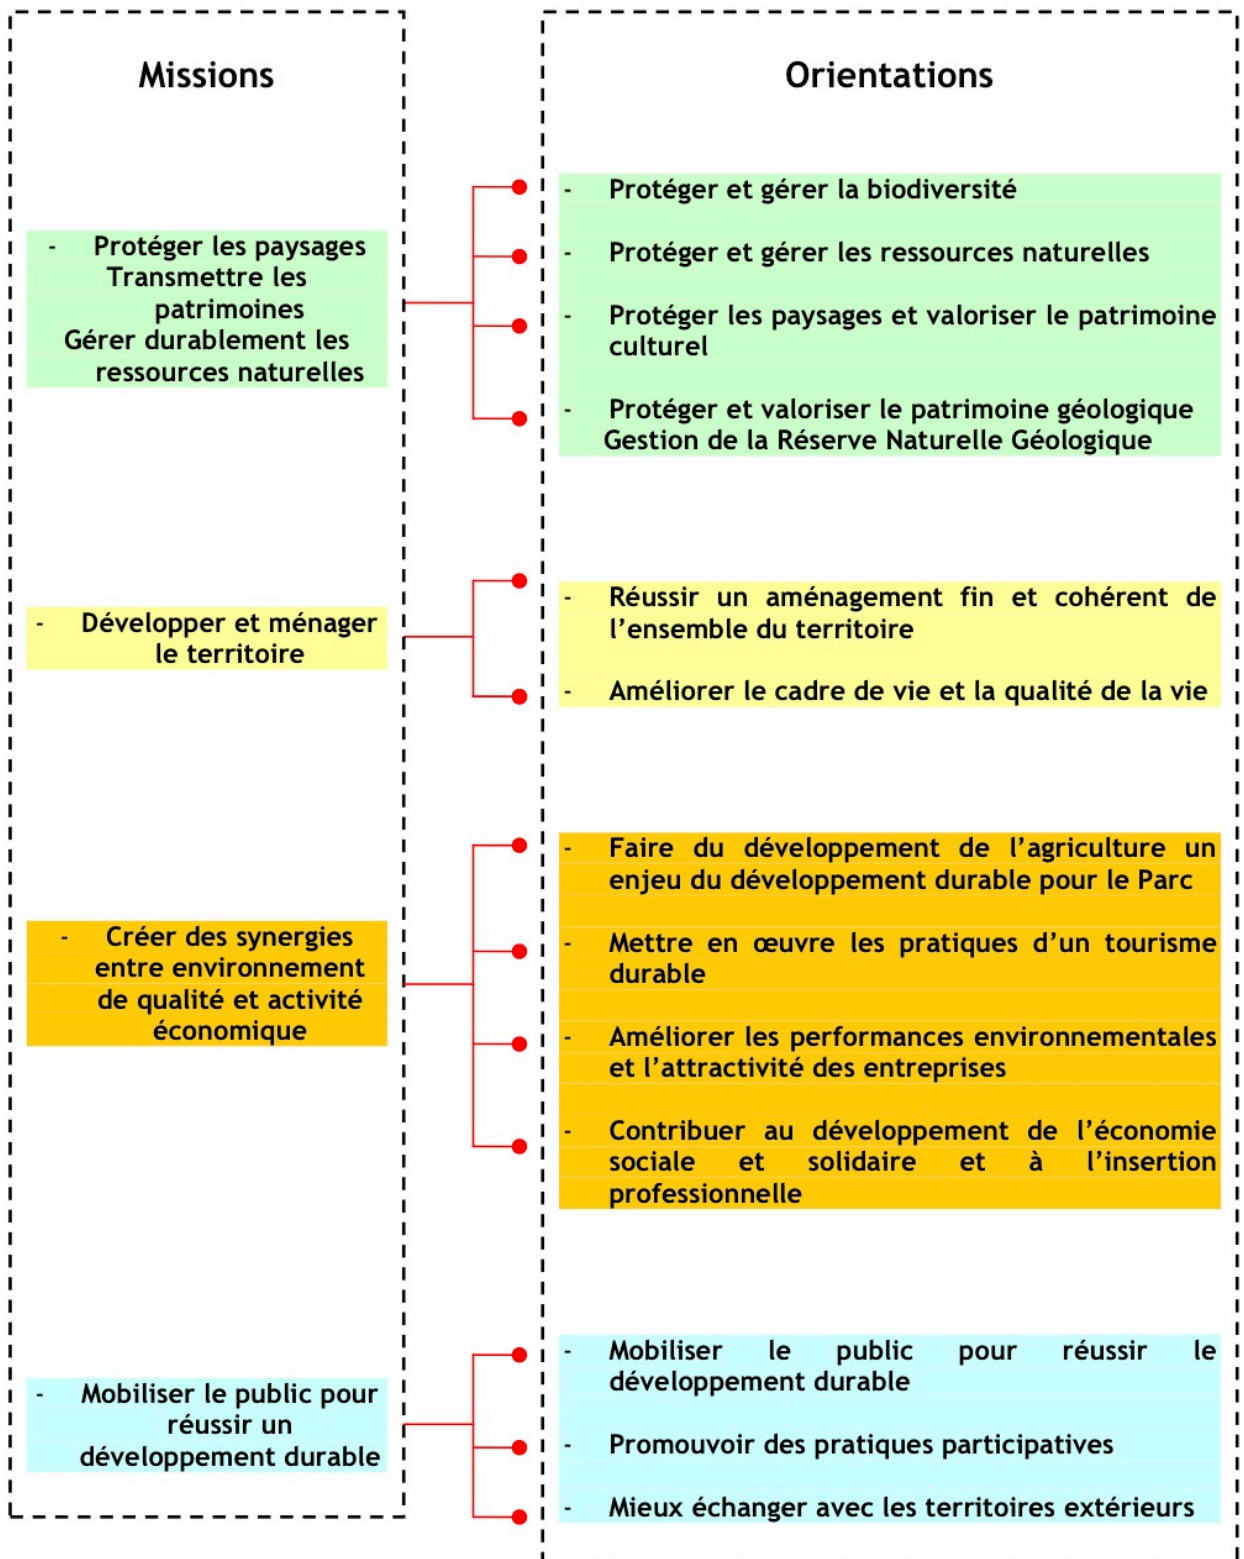 Missions
- Protéger les paysages
Transmettre les
patrimoines
Gérer durablement les
ressources naturelles
- Développer et ménager
le territoire
- Créer des synergies
entre environnement
de qualité et activité
économique
- Mobiliser le public pour
réussir un
développement durable
Orientations
- Protéger et gérer la biodiversité
- Protéger et gérer les ressources naturelles
- Protéger les paysages et valoriser le patrimoine
culturel
- Protéger et valoriser le patrimoine géologique
Gestion de la Réserve Naturelle Géologique
- Réussir un aménagement fin et cohérent de
l’ensemble du territoire
- Améliorer le cadre de vie et la qualité de la vie
- Faire du développement de l’agriculture un
enjeu du développement durable pour le Parc
- Mettre en œuvre les pratiques d’un tourisme
durable
- Améliorer les performances environnementales
et l’attractivité des entreprises
- Contribuer au développement de l’économie
sociale et solidaire et à l’insertion
professionnelle
- Mobiliser le public pour réussir le
développement durable
- Promouvoir des pratiques participatives
- Mieux échanger avec les territoires extérieurs